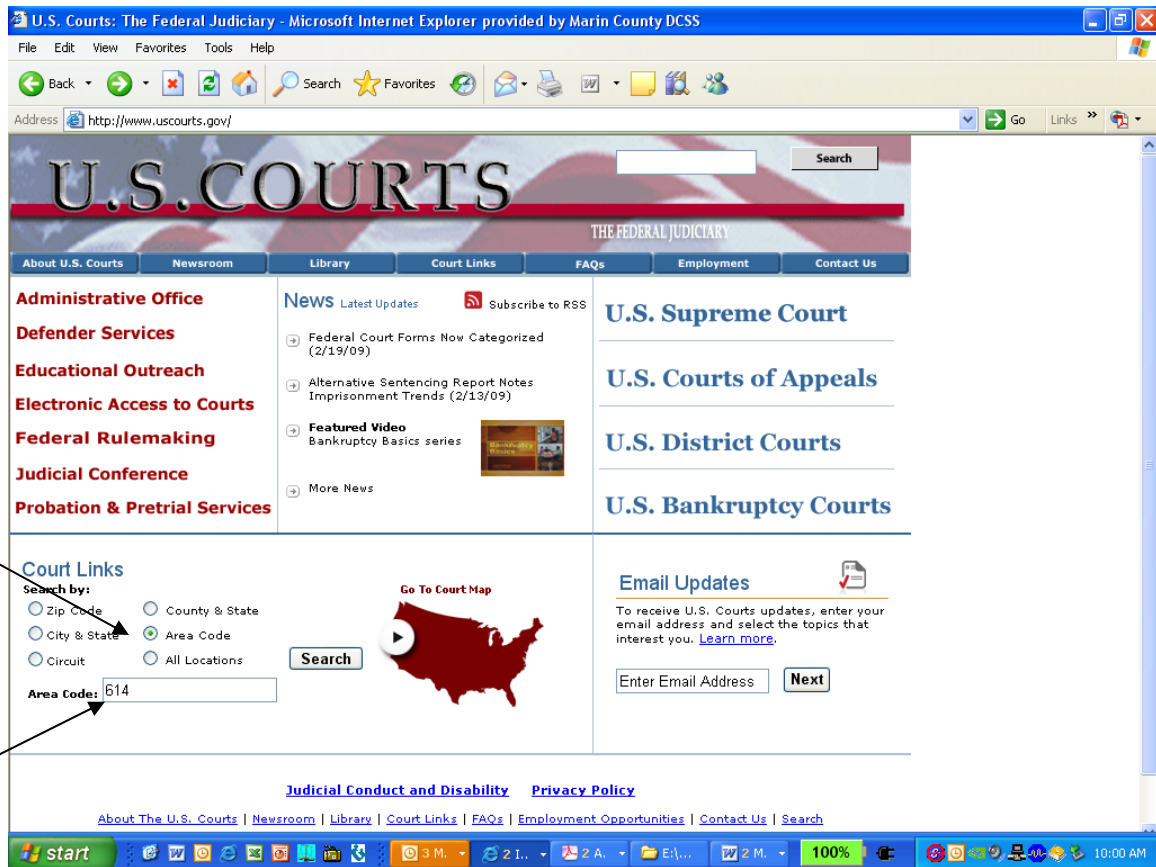 U.S. Courts: The Federal Judiciary - Microsoft Internet Explorer provided by Marin County DCSS
File Edit View Favorites Tools Help
Back Search Favorites
Address http://www.uscourts.gov/ Go Links »
U.S.COURTS
Search
THE FEDERAL JUDICIARY
About U.S. Courts Newsroom Library Court Links FAQs Employment Contact Us
Administrative Office
Defender Services
Educational Outreach
Electronic Access to Courts
Federal Rulemaking
Judicial Conference
Probation & Pretrial Services
News Latest Updates Subscribe to RSS
Federal Court Forms Now Categorized
(2/19/09)
Alternative Sentencing Report Notes
Imprisonment Trends (2/13/09)
Featured Video
Bankruptcy Basics series
Bankruptcy
Basics
More News
U.S. Supreme Court
U.S. Courts of Appeals
U.S. District Courts
U.S. Bankruptcy Courts
Court Links
Search by:
Zip Code County & State
City & State Area Code
Circuit All Locations
Search
Area Code: 614
Go To Court Map
Email Updates
To receive U.S. Courts updates, enter your
email address and select the topics that
interest you. Learn more.
Enter Email Address Next
Judicial Conduct and Disability Privacy Policy
About The U.S. Courts | Newsroom | Library | Court Links | FAQs | Employment Opportunities | Contact Us | Search
start 3 M. 2 I.. 2 A. E:\... 2 M. 100% 10:00 AM